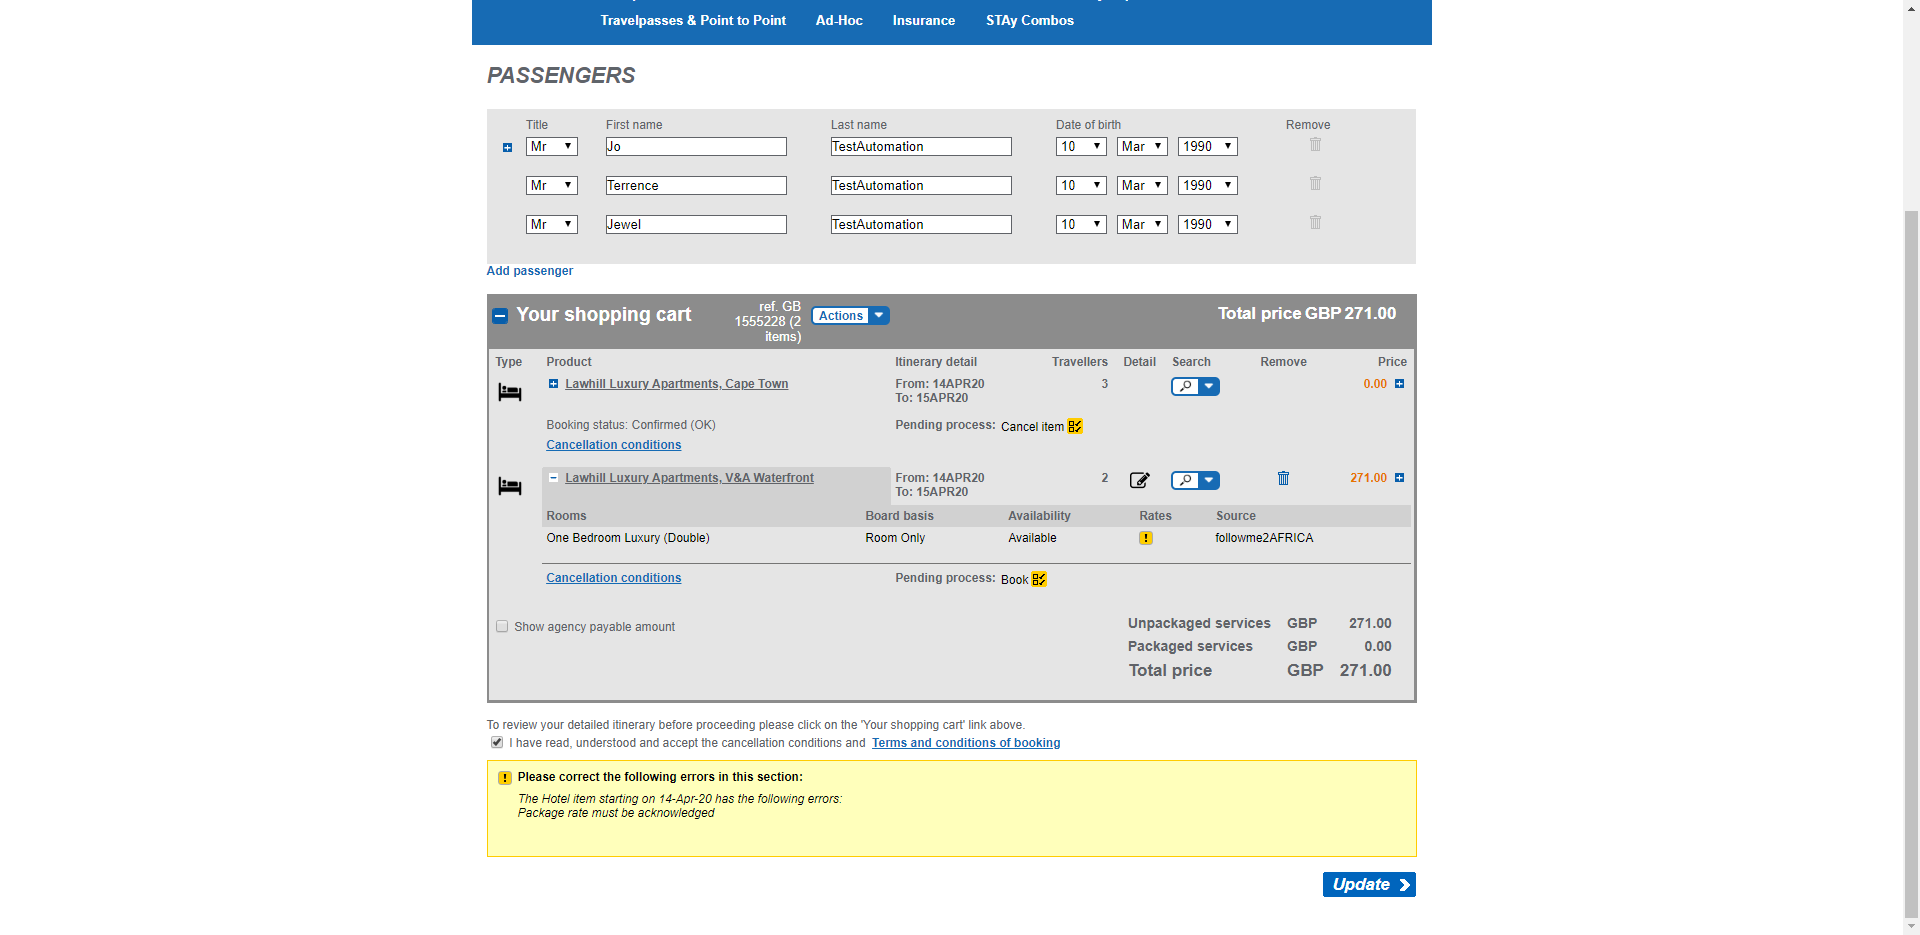 Travelpasses & Point to Point Ad-Hoc Insurance STAy Combos
PASSENGERS
Title First name Last name Date of birth Remove
Mr Jo TestAutomation 10 Mar 1990
Mr Terrence TestAutomation 10 Mar 1990
Mr Jewel TestAutomation 10 Mar 1990
Add passenger
Your shopping cart
ref. GB
1555228 (2
items)
Actions
Total price GBP 271.00
Type Product Itinerary detail Travellers Detail Search Remove Price
Lawhill Luxury Apartments, Cape Town From: 14APR20 3 0.00
To: 15APR20
Booking status: Confirmed (OK) Pending process: Cancel item
Cancellation conditions
Lawhill Luxury Apartments, V&A Waterfront From: 14APR20 2 271.00
To: 15APR20
Rooms Board basis Availability Rates Source
One Bedroom Luxury (Double) Room Only Available followme2AFRICA
Cancellation conditions Pending process: Book
Show agency payable amount
Unpackaged services GBP 271.00
Packaged services GBP 0.00
Total price GBP 271.00
To review your detailed itinerary before proceeding please click on the 'Your shopping cart' link above.
I have read, understood and accept the cancellation conditions and Terms and conditions of booking
Please correct the following errors in this section:
The Hotel item starting on 14-Apr-20 has the following errors:
Package rate must be acknowledged
Update